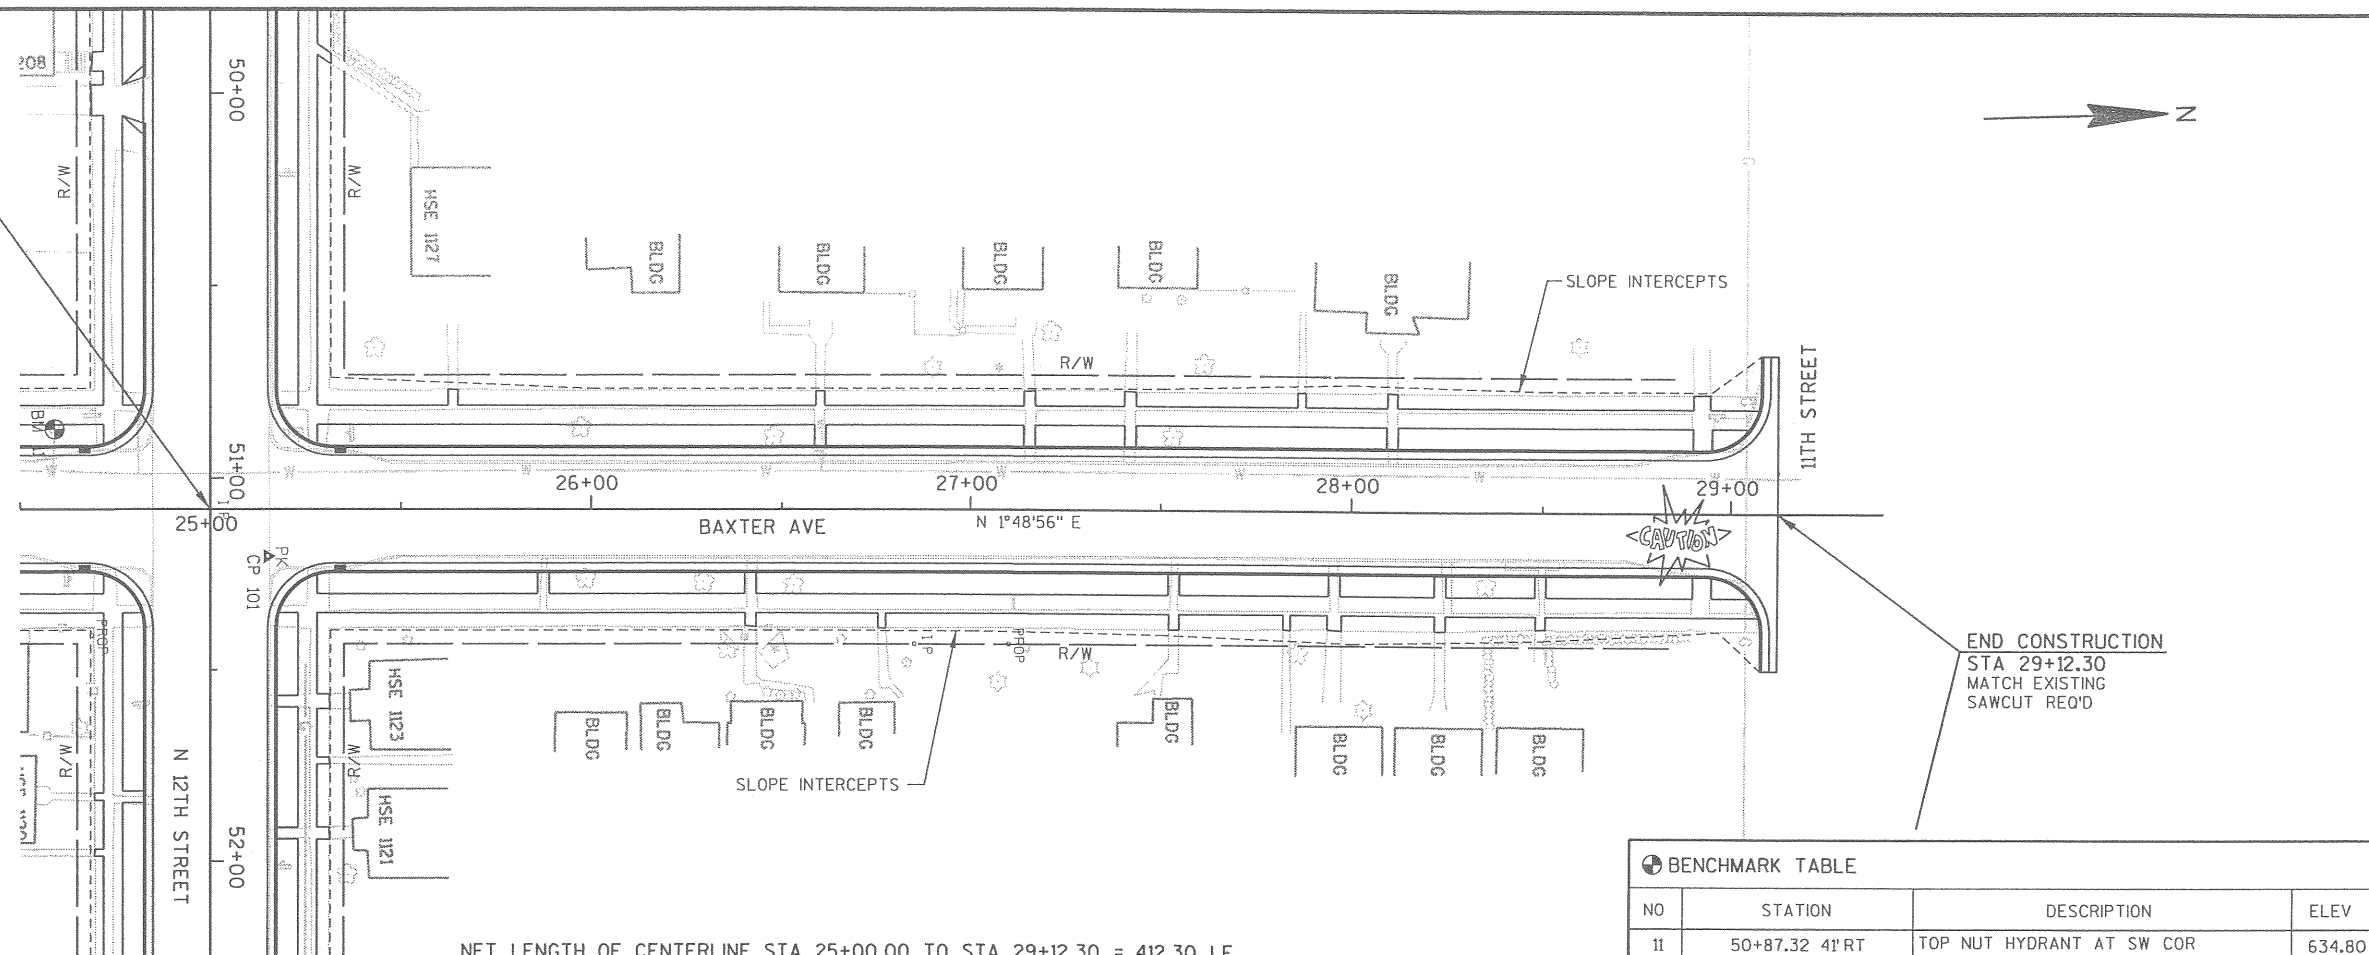 208
50+00
N
R/W
R/W
HSE 1127
BLDG
BLDG
BLDG
BLDG
BLDG
SLOPE INTERCEPTS
R/W
11TH STREET
BM
51+00
W
W
W
W
W
W
W
26+00
27+00
28+00
29+00
25+00
BAXTER AVE
N 1°48'56" E
CAUTION
PK
CP 101
PROP
IP
PROP
R/W
END CONSTRUCTION
STA 29+12.30
MATCH EXISTING
SAWCUT REQ'D
HSE 1123
BLDG
BLDG
BLDG
BLDG
BLDG
BLDG
BLDG
BLDG
R/W
R/W
N 12TH STREET
SLOPE INTERCEPTS
HSE 1121
52+00
BENCHMARK TABLE
NO STATION DESCRIPTION ELEV
11 50+87.32 41' RT TOP NUT HYDRANT AT SW COR 634.80
NET LENGTH OF CENTERLINE STA 25+00.00 TO STA 29+12.30 = 412.30 LF